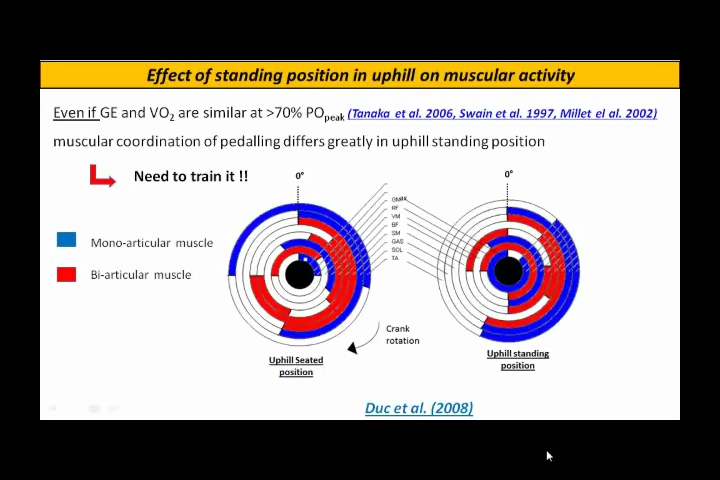 Effect of standing position in uphill on muscular activity
Even if GE and VO2 are similar at >70% POpeak (Tanaka et al. 2006, Swain et al. 1997, Millet el al. 2002)
muscular coordination of pedalling differs greatly in uphill standing position
Need to train it !!
0°
0°
Mono-articular muscle
Bi-articular muscle
GMax
RF
VM
BF
SM
GAS
SOL
TA
Crank
rotation
Uphill Seated
position
Uphill standing
position
Duc et al. (2008)